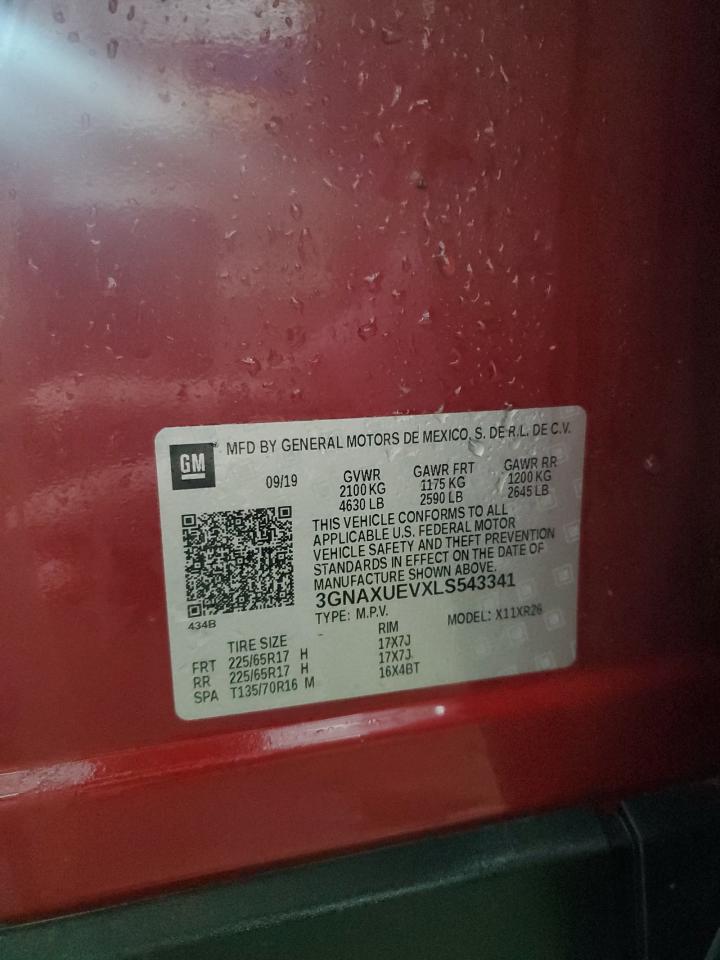 GM
MFD BY GENERAL MOTORS DE MEXICO, S. DE R.L. DE C.V.
09/19
GVWR GAWR FRT GAWR RR
2100 KG 1175 KG 1200 KG
4630 LB 2590 LB 2645 LB
THIS VEHICLE CONFORMS TO ALL
APPLICABLE U.S. FEDERAL MOTOR
VEHICLE SAFETY AND THEFT PREVENTION
STANDARDS IN EFFECT ON THE DATE OF
MANUFACTURE SHOWN ABOVE.
3GNAXUEVXLS543341
434B
TYPE: M.P.V. MODEL: X11XR26
TIRE SIZE RIM
FRT 225/65R17 H 17X7J
RR 225/65R17 H 17X7J
SPA T135/70R16 M 16X4BT